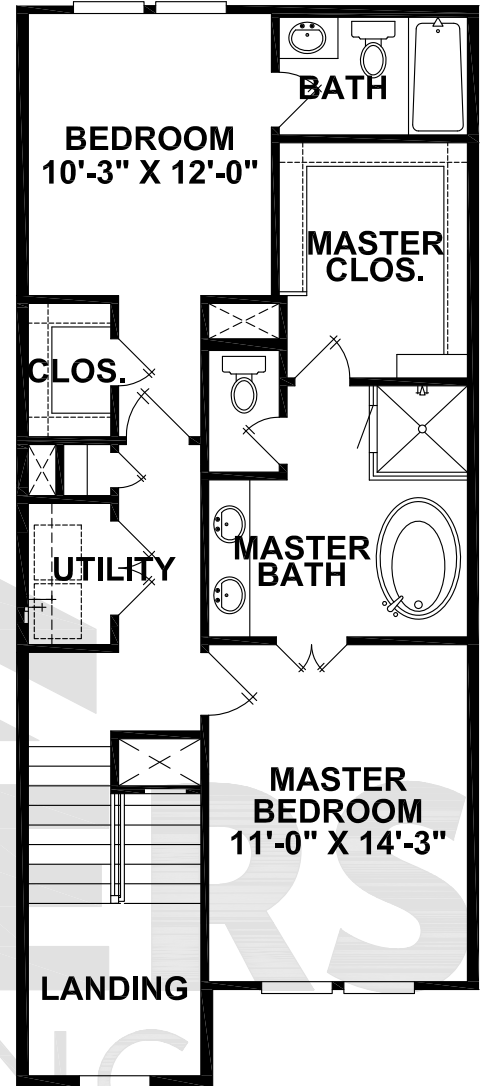 BATH
BEDROOM
10'-3" X 12'-0"
MASTER
CLOS.
CLOS.
UTILITY
MASTER
BATH
MASTER
BEDROOM
11'-0" X 14'-3"
LANDING